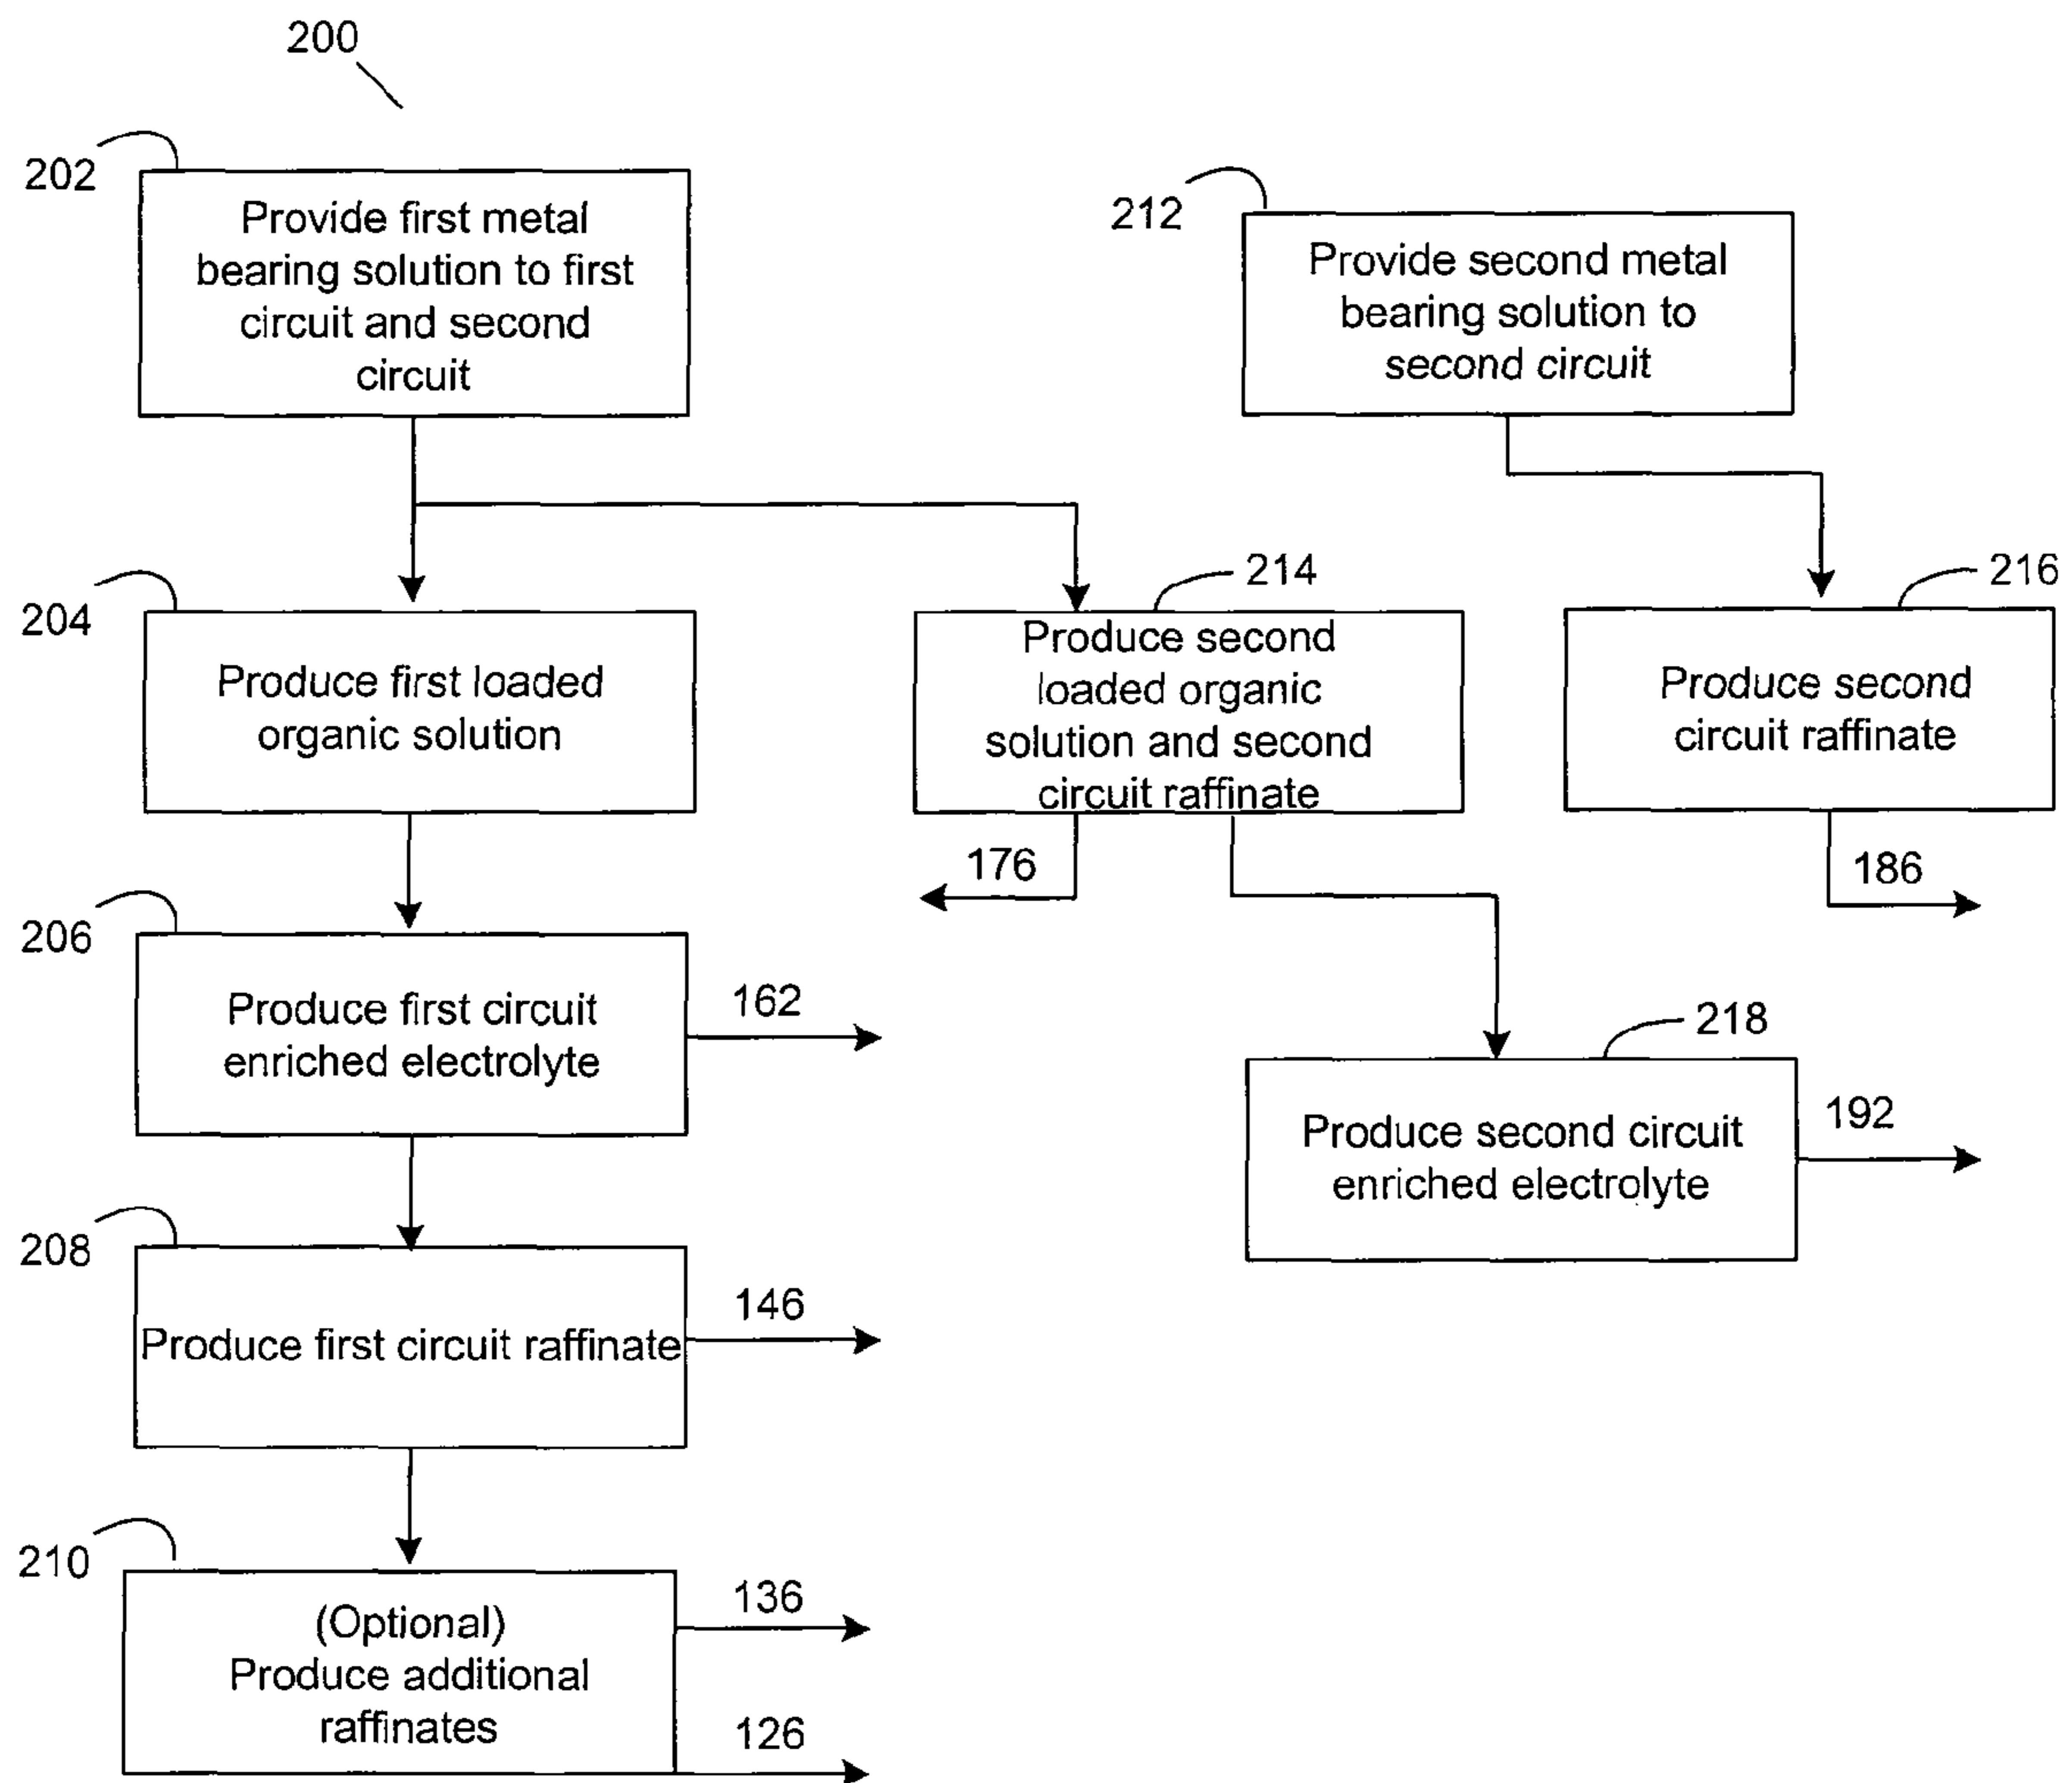 200
202
Provide first metal
bearing solution to first
circuit and second
circuit
212
Provide second metal
bearing solution to
second circuit
204
Produce first loaded
organic solution
214
Produce second
loaded organic
solution and second
circuit raffinate
216
Produce second
circuit raffinate
176
186
206
Produce first circuit
enriched electrolyte
162
218
Produce second circuit
enriched electrolyte
192
208
Produce first circuit raffinate
146
210
(Optional)
Produce additional
raffinates
136
126